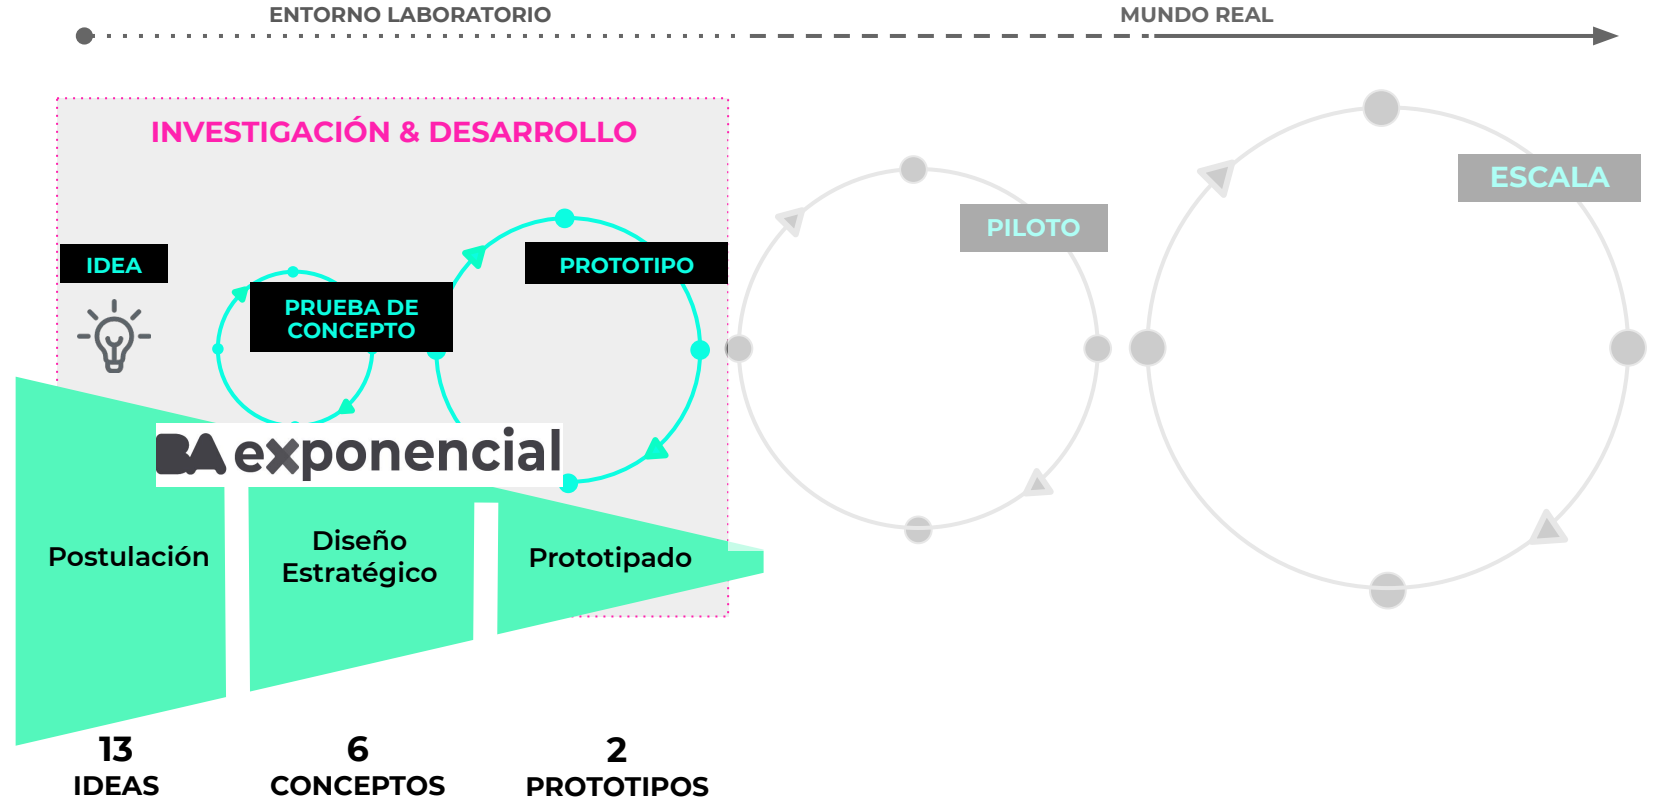 ENTORNO LABORATORIO
MUNDO REAL
INVESTIGACIÓN & DESARROLLO
IDEA
PRUEBA DE
CONCEPTO
PROTOTIPO
PILOTO
ESCALA
BA exponencial
Postulación
Diseño
Estratégico
Prototipado
13
IDEAS
6
CONCEPTOS
2
PROTOTIPOS